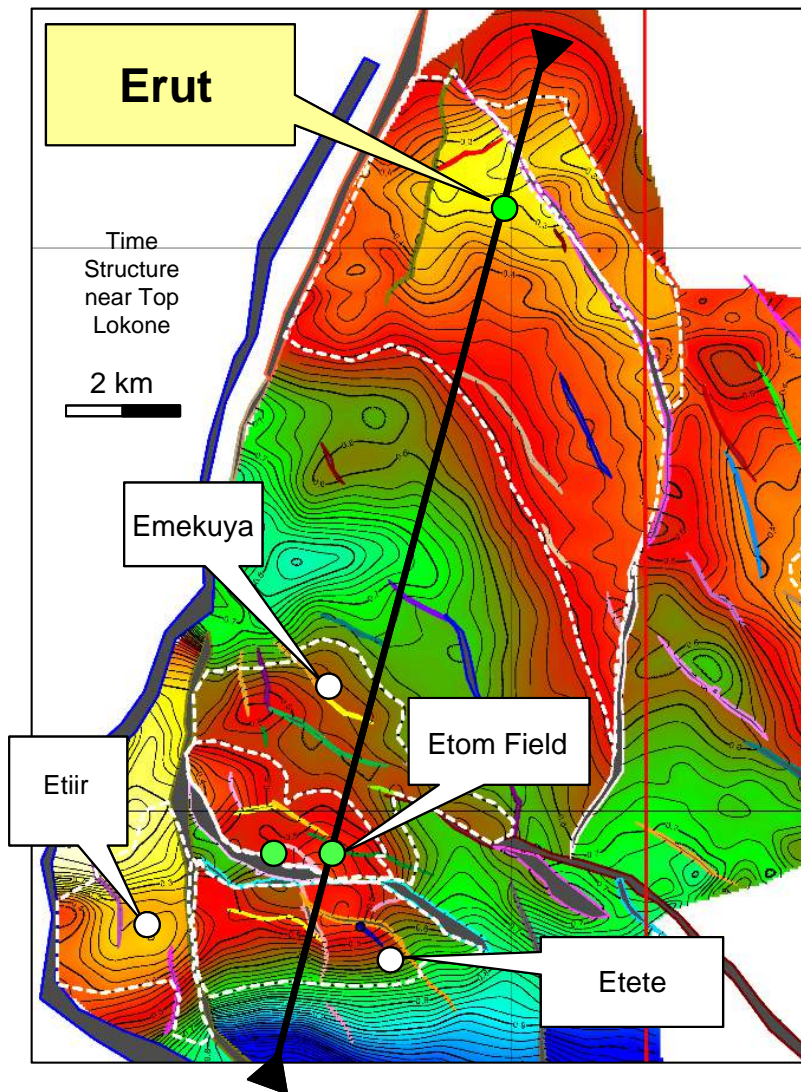 Erut
Time
Structure
near Top
Lokone
2 km
Emekuya
Etom Field
Etiir
Etete